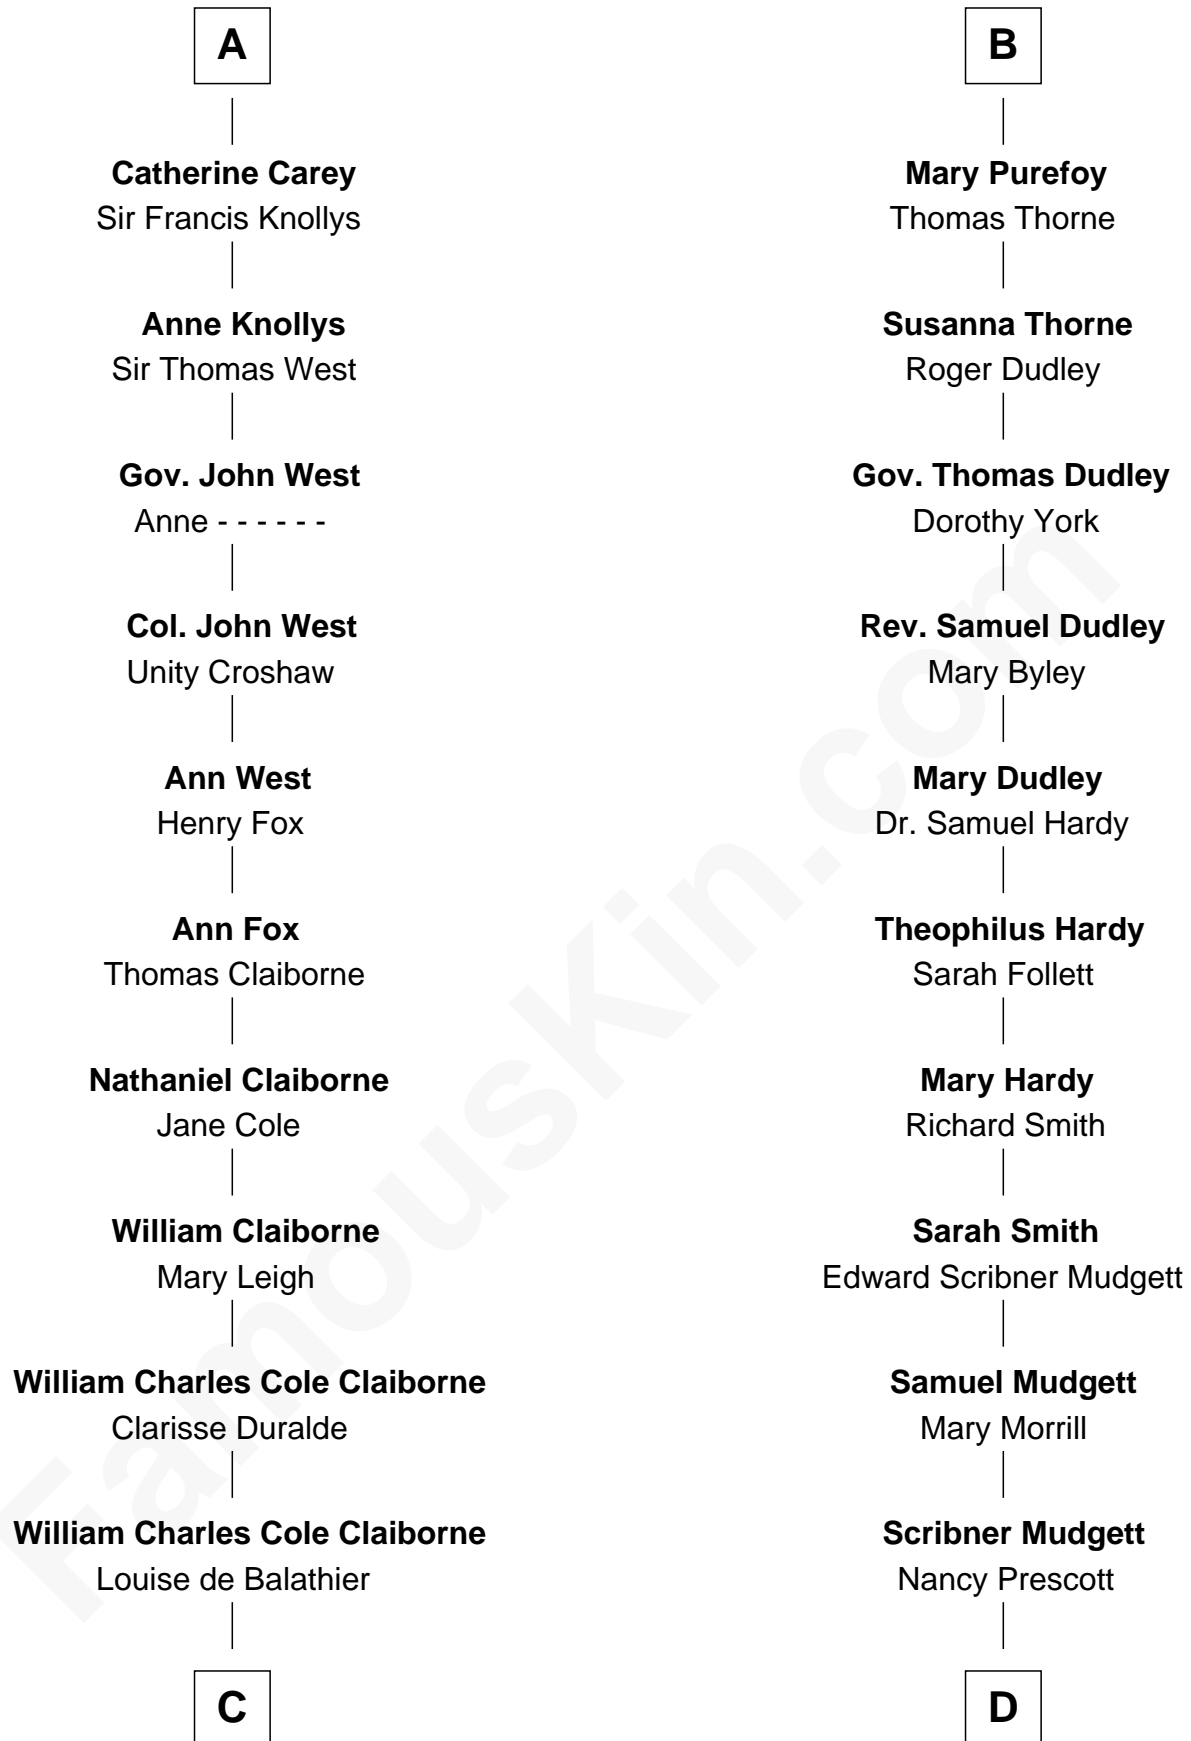 A
Catherine Carey
Sir Francis Knollys
Anne Knollys
Sir Thomas West
Gov. John West
Anne - - - - - -
Col. John West
Unity Croshaw
Ann West
Henry Fox
Ann Fox
Thomas Claiborne
Nathaniel Claiborne
Jane Cole
William Claiborne
Mary Leigh
William Charles Cole Claiborne
Clarisse Duralde
William Charles Cole Claiborne
Louise de Balathier
C
B
Mary Purefoy
Thomas Thorne
Susanna Thorne
Roger Dudley
Gov. Thomas Dudley
Dorothy York
Rev. Samuel Dudley
Mary Byley
Mary Dudley
Dr. Samuel Hardy
Theophilus Hardy
Sarah Follett
Mary Hardy
Richard Smith
Sarah Smith
Edward Scribner Mudgett
Samuel Mudgett
Mary Morrill
Scribner Mudgett
Nancy Prescott
D
FamousKin.com